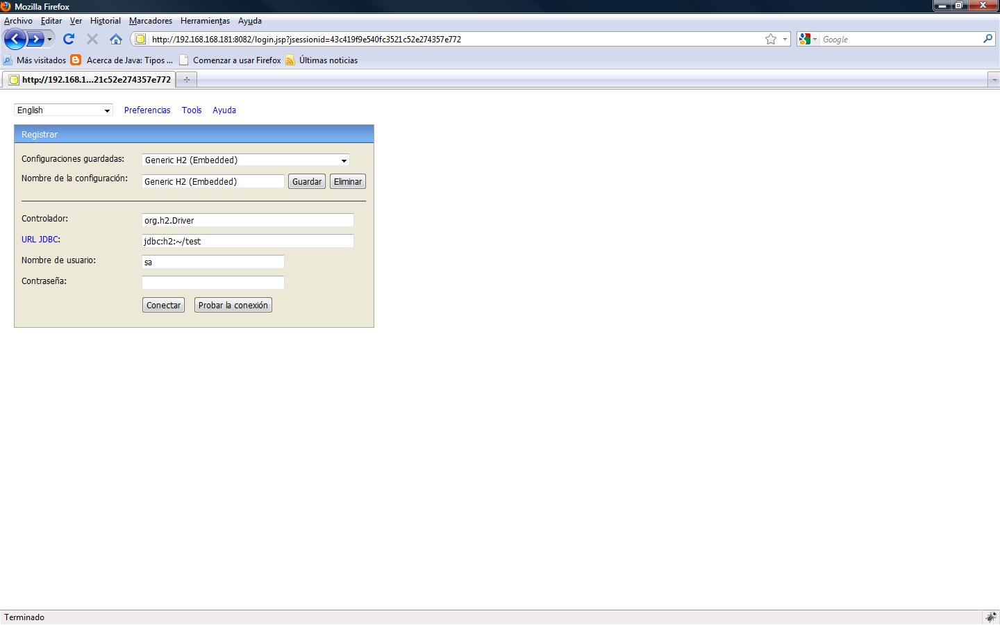 Mozilla Firefox
Archivo Editar Ver Historial Marcadores Herramientas Ayuda
http://192.168.168.181:8082/login.jsp?jsessionid=43c419f9e540fc3521c52e274357e772 Google
Más visitados Acerca de Java: Tipos ... Comenzar a usar Firefox Últimas noticias
http://192.168.1...21c52e274357e772
English Preferencias Tools Ayuda
Registrar
Configuraciones guardadas: Generic H2 (Embedded)
Nombre de la configuración: Generic H2 (Embedded) Guardar Eliminar
Controlador: org.h2.Driver
URL JDBC: jdbc:h2:~/test
Nombre de usuario: sa
Contraseña:
Conectar Probar la conexión
Terminado